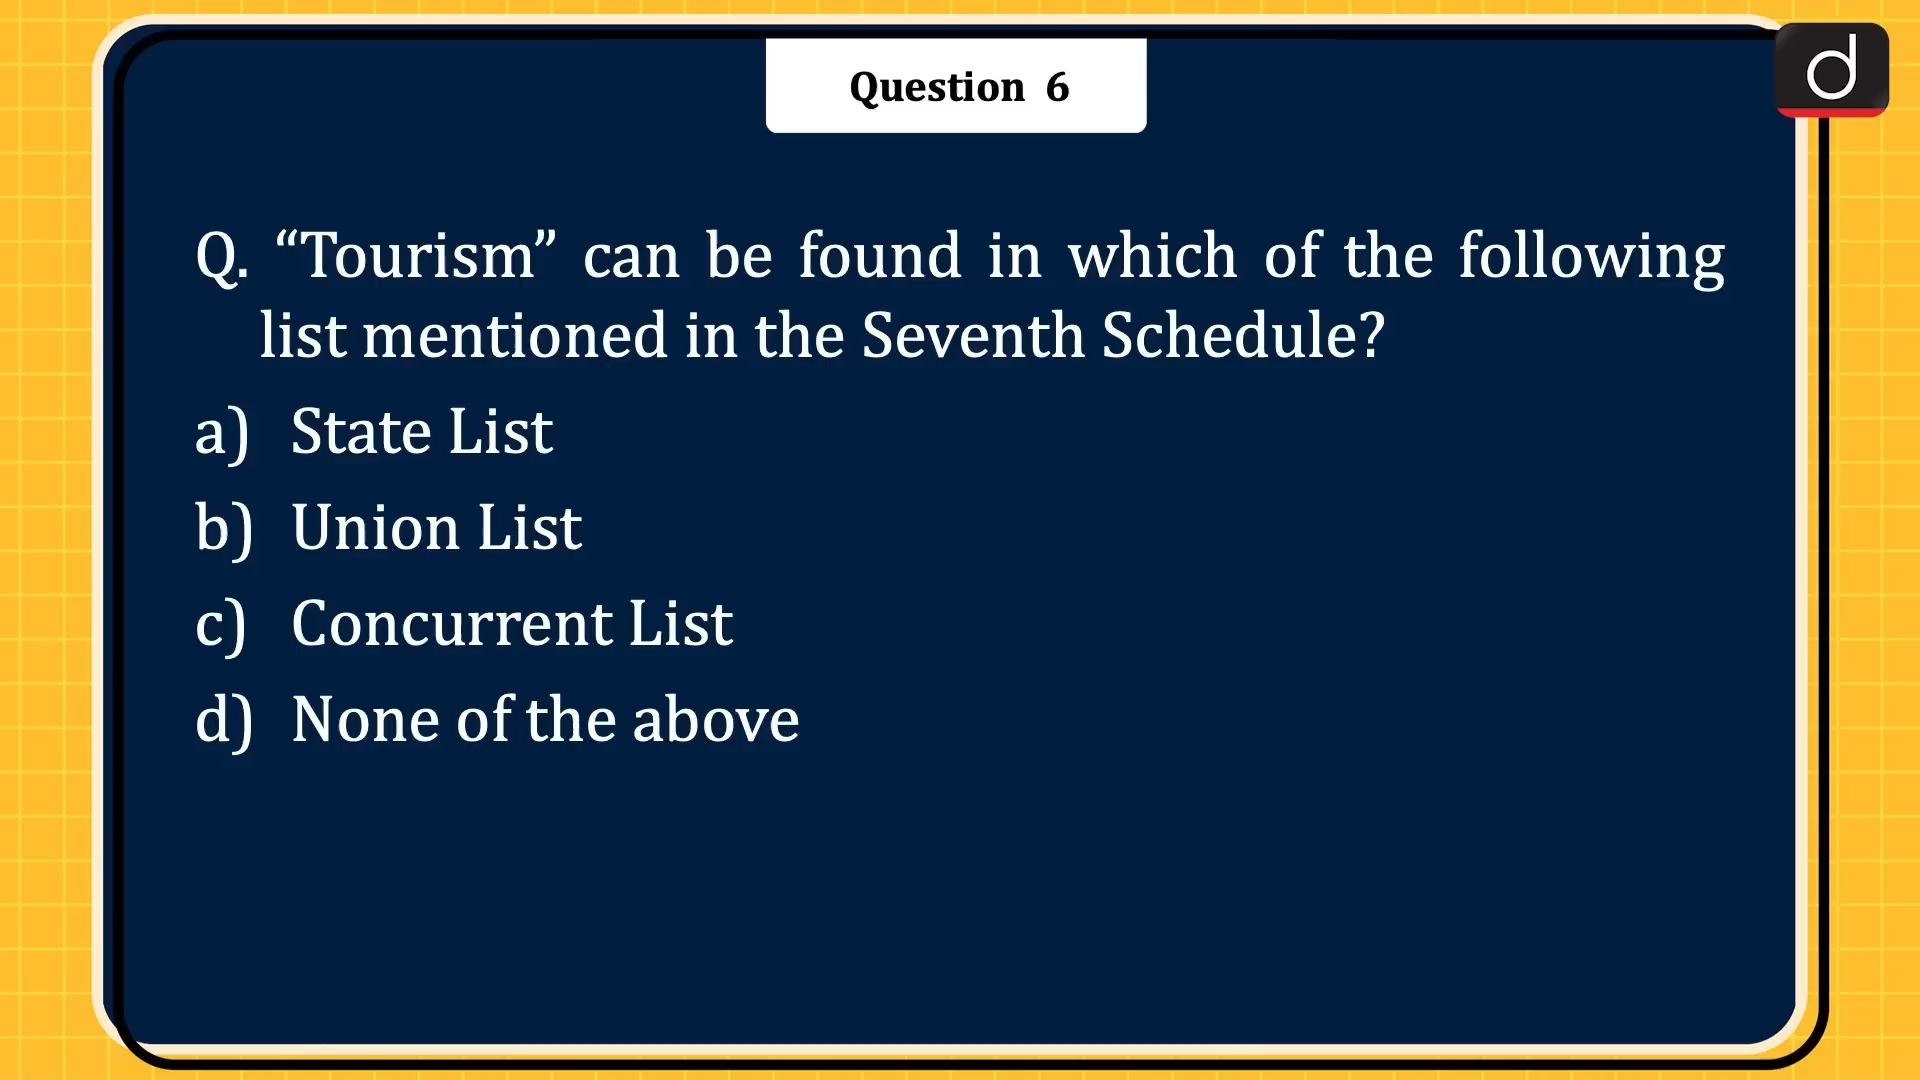 Question 6
d
Q. “Tourism” can be found in which of the following
list mentioned in the Seventh Schedule?
a) State List
b) Union List
c) Concurrent List
d) None of the above